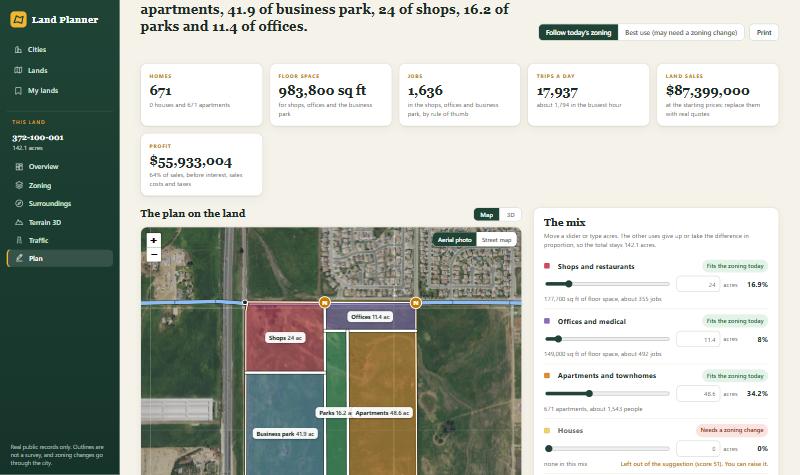 Land Planner
Cities
Lands
My lands
THIS LAND
372-100-001
142.1 acres
Overview
Zoning
Surroundings
Terrain 3D
Traffic
Plan
Real public records only. Outlines are
not a survey, and zoning changes go
through the city.
apartments, 41.9 of business park, 24 of shops, 16.2 of
parks and 11.4 of offices.
Follow today's zoning
Best use (may need a zoning change)
Print
HOMES
671
0 houses and 671 apartments
FLOOR SPACE
983,800 sq ft
for shops, offices and the business
park
JOBS
1,636
in the shops, offices and business
park, by rule of thumb
TRIPS A DAY
17,937
about 1,794 in the busiest hour
LAND SALES
$87,399,000
at the starting prices: replace them
with real quotes
PROFIT
$55,933,004
64% of sales, before interest, sales
costs and taxes
The plan on the land
Map
3D
+
−
Aerial photo
Street map
N
N
Offices 11.4 ac
Shops 24 ac
Parks 16.2 a
Apartments 48.6 ac
Business park 41.9 ac
The mix
Move a slider or type acres. The other uses give up or take the difference in
proportion, so the total stays 142.1 acres.
Shops and restaurants
Fits the zoning today
24 acres 16.9%
177,700 sq ft of floor space, about 355 jobs
Offices and medical
Fits the zoning today
11.4 acres 8%
149,000 sq ft of floor space, about 492 jobs
Apartments and townhomes
Fits the zoning today
48.6 acres 34.2%
671 apartments, about 1,543 people
Houses
Needs a zoning change
0 acres 0%
none in this mix
Left out of the suggestion (score 51). You can raise it.